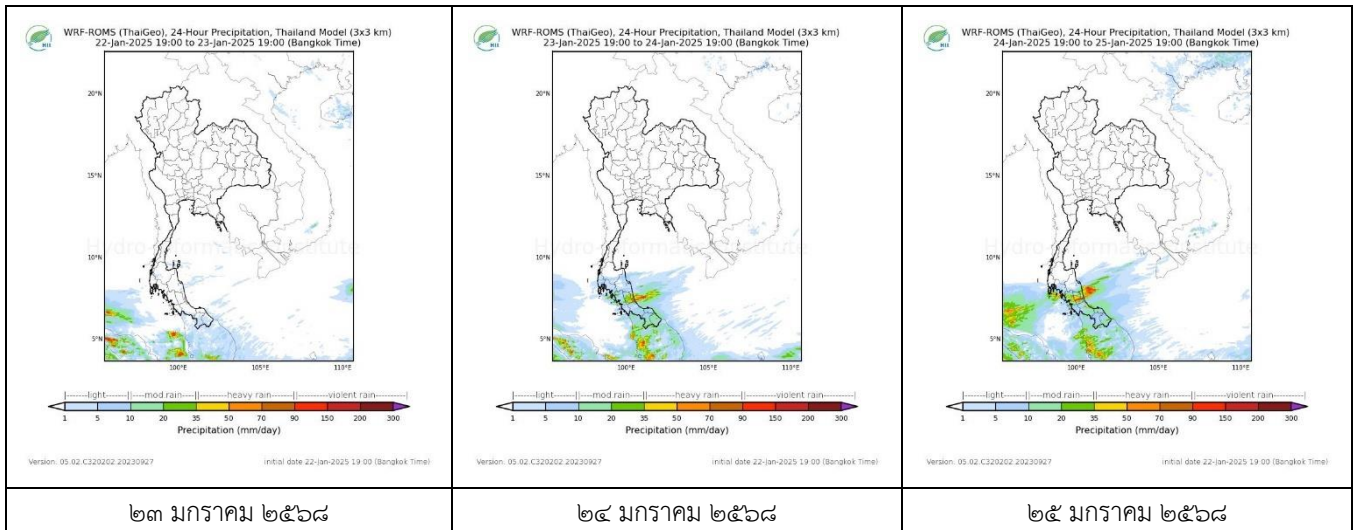 WRF-ROMS (ThaiGeo), 24-Hour Precipitation, Thailand Model (3x3 km)
22-Jan-2025 19:00 to 23-Jan-2025 19:00 (Bangkok Time)
HII
20°N
15°N
10°N
5°N
100°E 105°E 110°E
Hydro Informatics Institute
light mod rain heavy rain violent rain
1 5 10 20 35 50 70 90 150 200 300
Precipitation (mm/day)
Version: 05.02.C320202.20230927 initial date 22-Jan-2025 19:00 (Bangkok Time)
๒๓ มกราคม ๒๕๖๘
WRF-ROMS (ThaiGeo), 24-Hour Precipitation, Thailand Model (3x3 km)
23-Jan-2025 19:00 to 24-Jan-2025 19:00 (Bangkok Time)
HII
20°N
15°N
10°N
5°N
100°E 105°E 110°E
Hydro Informatics Institute
light mod rain heavy rain violent rain
1 5 10 20 35 50 70 90 150 200 300
Precipitation (mm/day)
Version: 05.02.C320202.20230927 initial date 22-Jan-2025 19:00 (Bangkok Time)
๒๔ มกราคม ๒๕๖๘
WRF-ROMS (ThaiGeo), 24-Hour Precipitation, Thailand Model (3x3 km)
24-Jan-2025 19:00 to 25-Jan-2025 19:00 (Bangkok Time)
HII
20°N
15°N
10°N
5°N
100°E 105°E 110°E
Hydro Informatics Institute
light mod rain heavy rain violent rain
1 5 10 20 35 50 70 90 150 200 300
Precipitation (mm/day)
Version: 05.02.C320202.20230927 initial date 22-Jan-2025 19:00 (Bangkok Time)
๒๕ มกราคม ๒๕๖๘